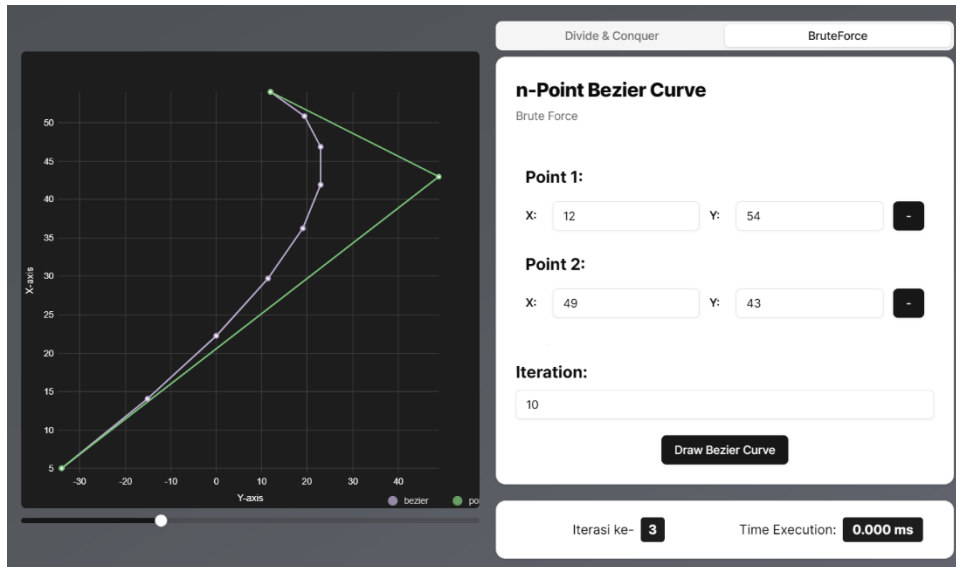 Divide & Conquer BruteForce
n-Point Bezier Curve
Brute Force
Point 1:
X: 12 Y: 54 -
Point 2:
X: 49 Y: 43 -
Iteration:
10
Draw Bezier Curve
Iterasi ke- 3 Time Execution: 0.000 ms
50
45
40
35
30
25
20
15
10
5
X-axis
-30 -20 -10 0 10 20 30 40
Y-axis
bezier po